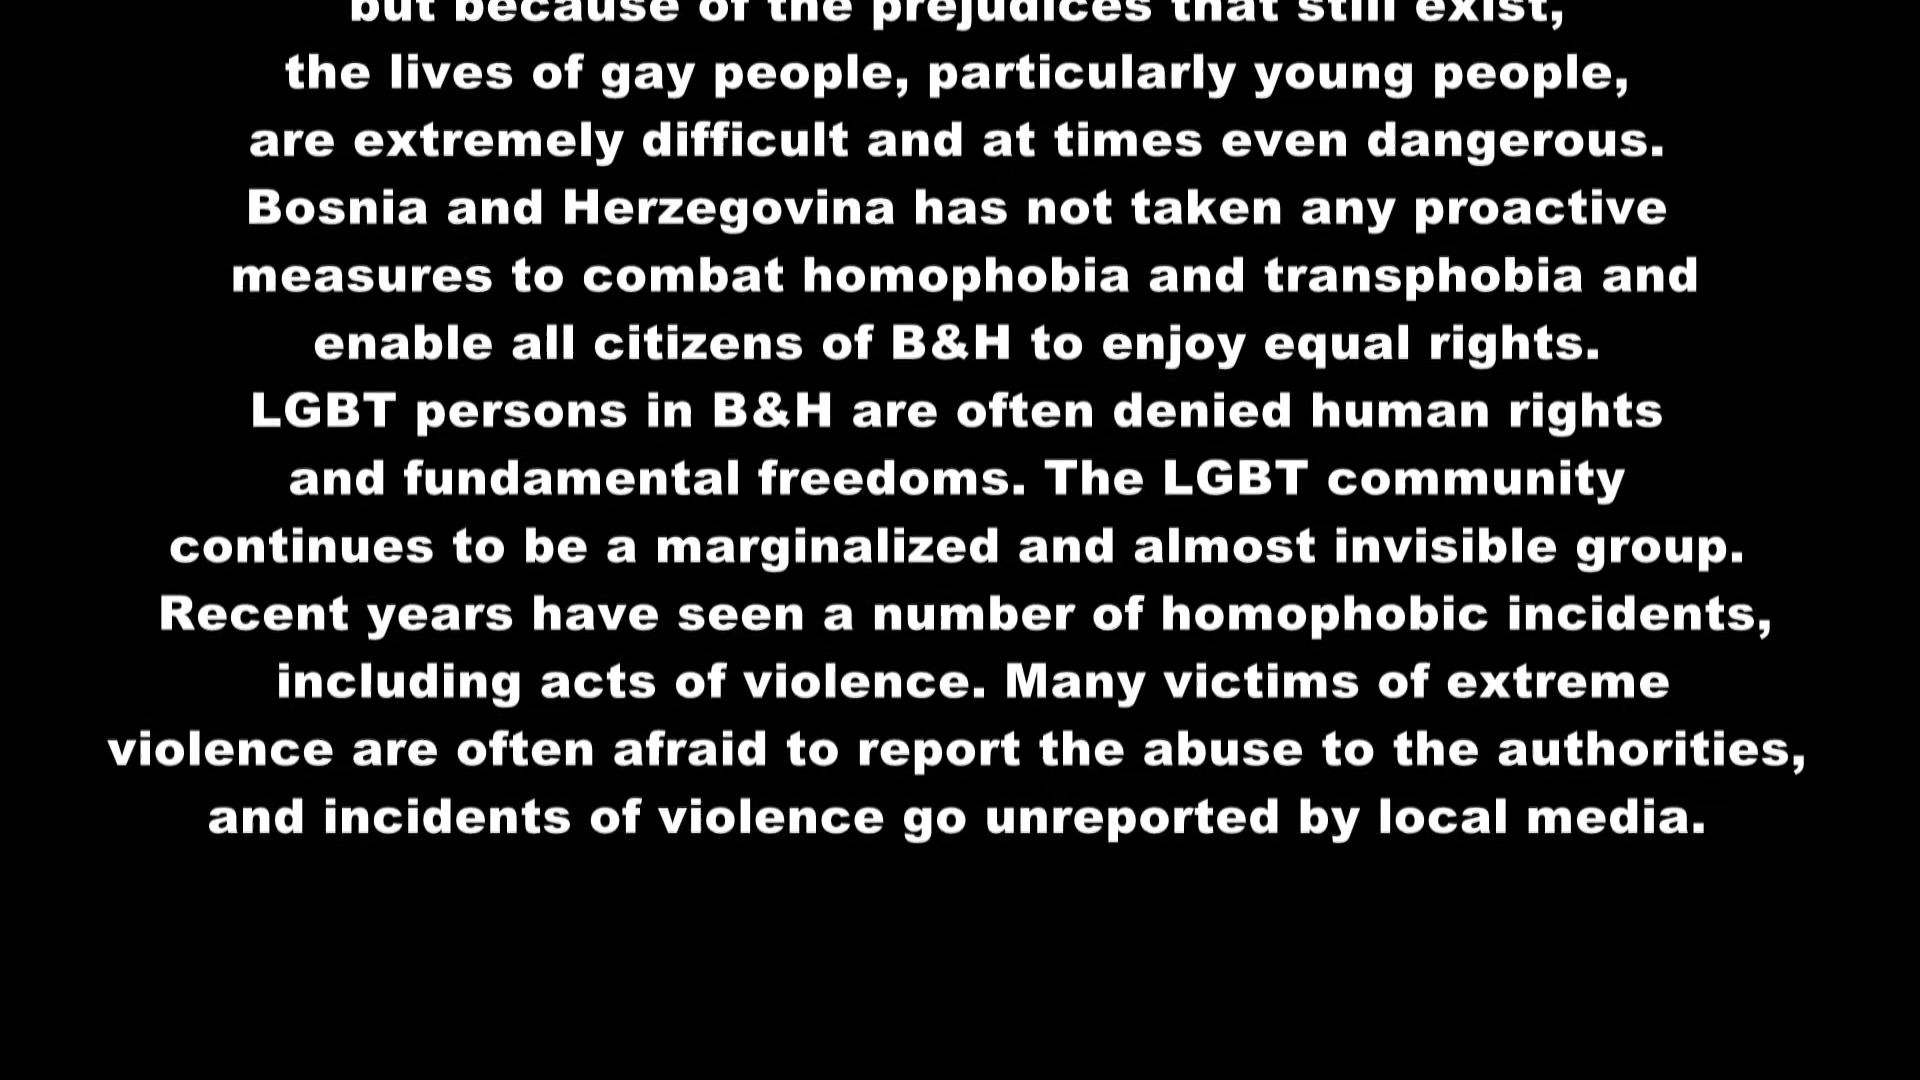 but because of the prejudices that still exist,
the lives of gay people, particularly young people,
are extremely difficult and at times even dangerous.
Bosnia and Herzegovina has not taken any proactive
measures to combat homophobia and transphobia and
enable all citizens of B&H to enjoy equal rights.
LGBT persons in B&H are often denied human rights
and fundamental freedoms. The LGBT community
continues to be a marginalized and almost invisible group.
Recent years have seen a number of homophobic incidents,
including acts of violence. Many victims of extreme
violence are often afraid to report the abuse to the authorities,
and incidents of violence go unreported by local media.